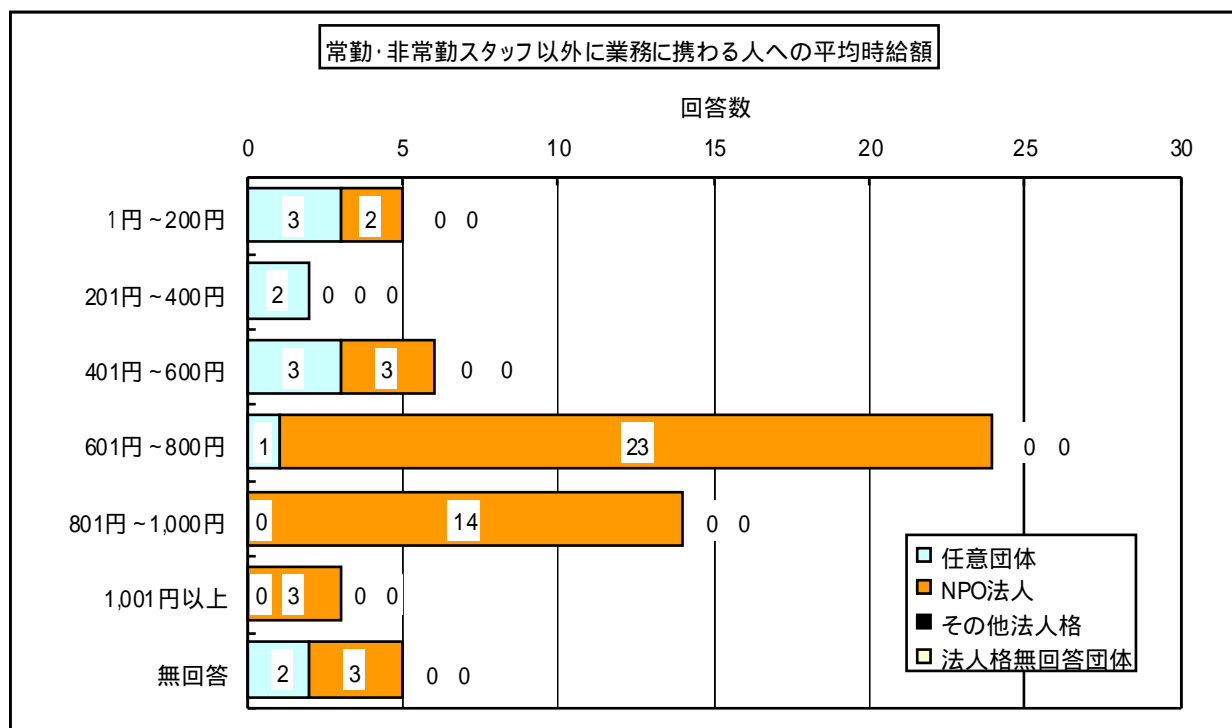 常勤・非常勤スタッフ以外に業務に携わる人への平均時給額
回答数
0 5 10 15 20 25 30
1円~200円 3 2 0 0
201円~400円 2 0 0 0
401円~600円 3 3 0 0
601円~800円 1 23 0 0
801円~1,000円 0 14 0 0
1,001円以上 0 3 0 0
無回答 2 3 0 0
任意団体
NPO法人
その他法人格
法人格無回答団体